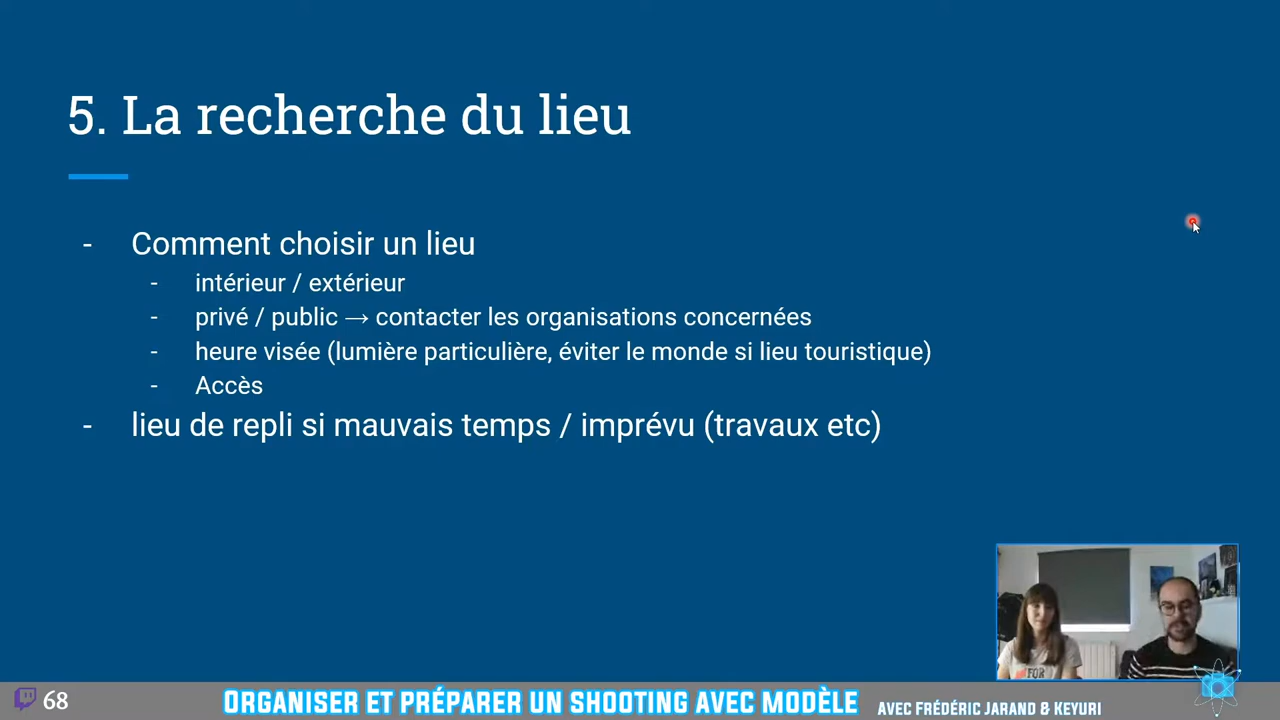 5. La recherche du lieu
- Comment choisir un lieu
- intérieur / extérieur
- privé / public → contacter les organisations concernées
- heure visée (lumière particulière, éviter le monde si lieu touristique)
- Accès
- lieu de repli si mauvais temps / imprévu (travaux etc)
FOR
68
ORGANISER ET PRÉPARER UN SHOOTING AVEC MODÈLE
AVEC FRÉDÉRIC JARAND & KEYURI